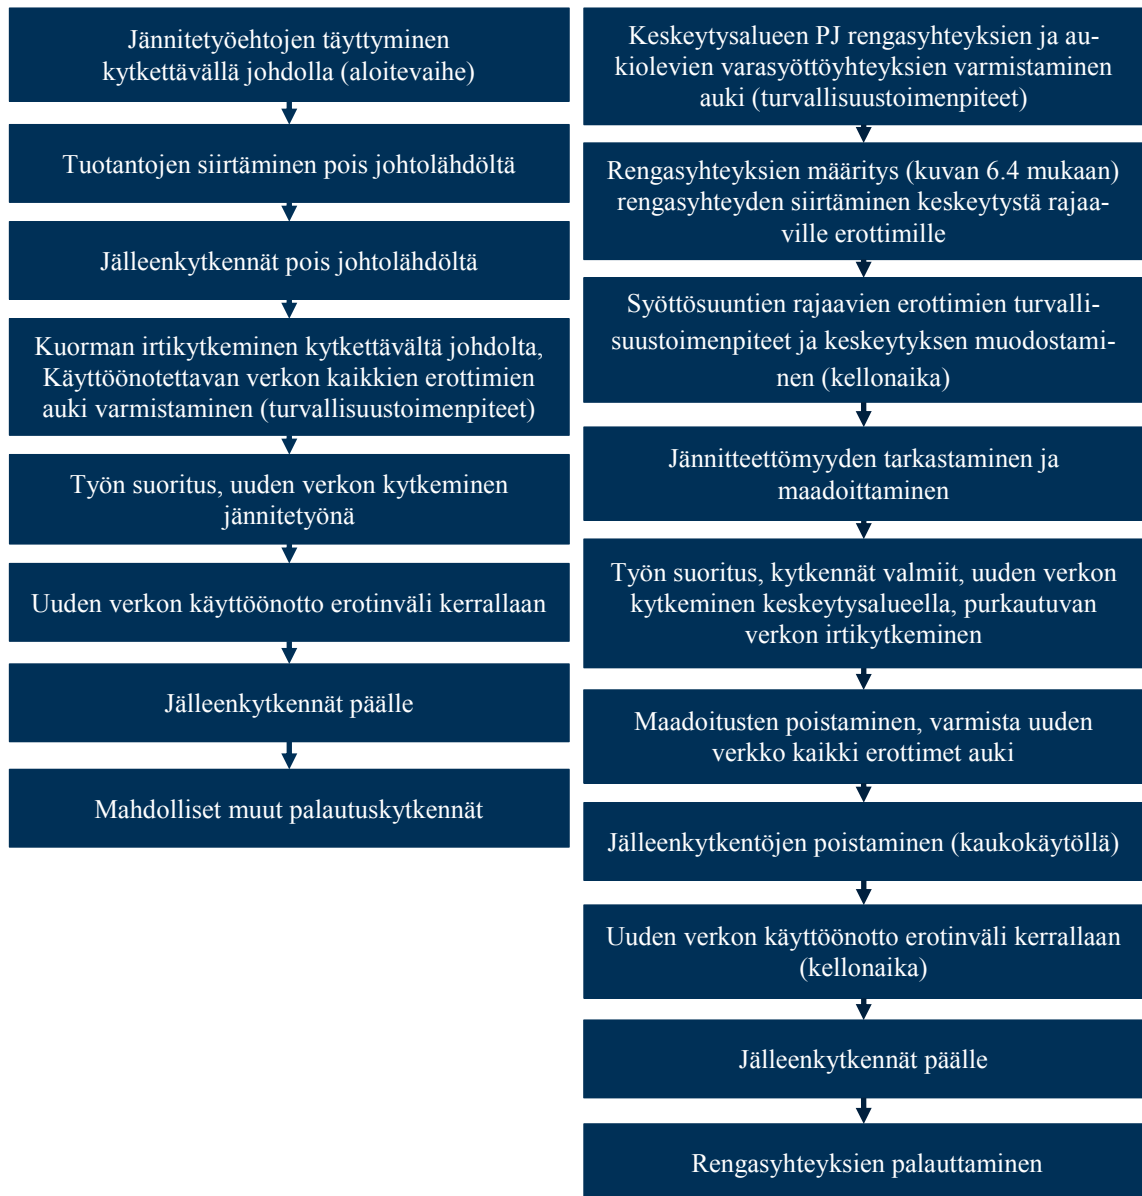 Jännitetyöehtojen täyttyminen
kytkettävällä johdolla (aloitevaihe)
Tuotantojen siirtäminen pois johtolähdöltä
Jälleenkytkennät pois johtolähdöltä
Kuorman irtikytkeminen kytkettävältä johdolta,
Käyttöönotettavan verkon kaikkien erottimien
auki varmistaminen (turvallisuustoimenpiteet)
Työn suoritus, uuden verkon kytkeminen
jännitetyönä
Uuden verkon käyttöönotto erotinväli kerrallaan
Jälleenkytkennät päälle
Mahdolliset muut palautuskytkennät
Keskeytysalueen PJ rengasyhteyksien ja au-
kiolevien varasyöttöyhteyksien varmistaminen
auki (turvallisuustoimenpiteet)
Rengasyhteyksien määritys (kuvan 6.4 mukaan)
rengasyhteyden siirtäminen keskeytystä rajaa-
ville erottimille
Syöttösuuntien rajaavien erottimien turvalli-
suustoimenpiteet ja keskeytyksen muodostami-
nen (kellonaika)
Jännitteettömyyden tarkastaminen ja
maadoittaminen
Työn suoritus, kytkennät valmiit, uuden verkon
kytkeminen keskeytysalueella, purkautuvan
verkon irtikytkeminen
Maadoitusten poistaminen, varmista uuden
verkko kaikki erottimet auki
Jälleenkytkentöjen poistaminen (kaukokäytöllä)
Uuden verkon käyttöönotto erotinväli kerrallaan
(kellonaika)
Jälleenkytkennät päälle
Rengasyhteyksien palauttaminen